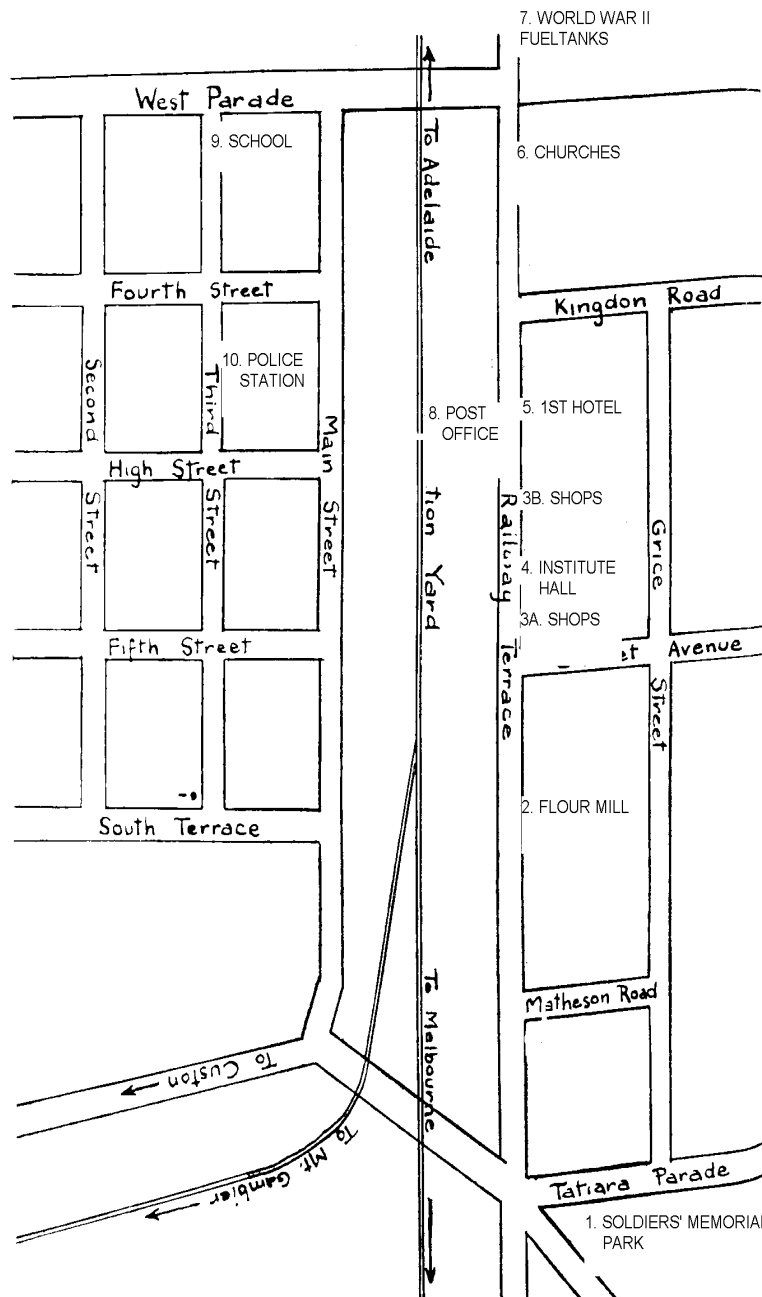 7. WORLD WAR II
FUELTANKS
West Parade
9. SCHOOL
To Adelaide
6. CHURCHES
Fourth Street
Kingdon Road
10. POLICE
STATION
Second
Street
Third
Street
Main
Street
8. POST
OFFICE
5. 1ST HOTEL
High Street
tion Yard
Railway Terrace
3B. SHOPS
Grice
Street
4. INSTITUTE
HALL
3A. SHOPS
Fifth Street
et Avenue
2. FLOUR MILL
South Terrace
To Melbourne
Matheson Road
To Custon
To Mt. Gambier
Tatiara Parade
1. SOLDIERS' MEMORIAL
PARK